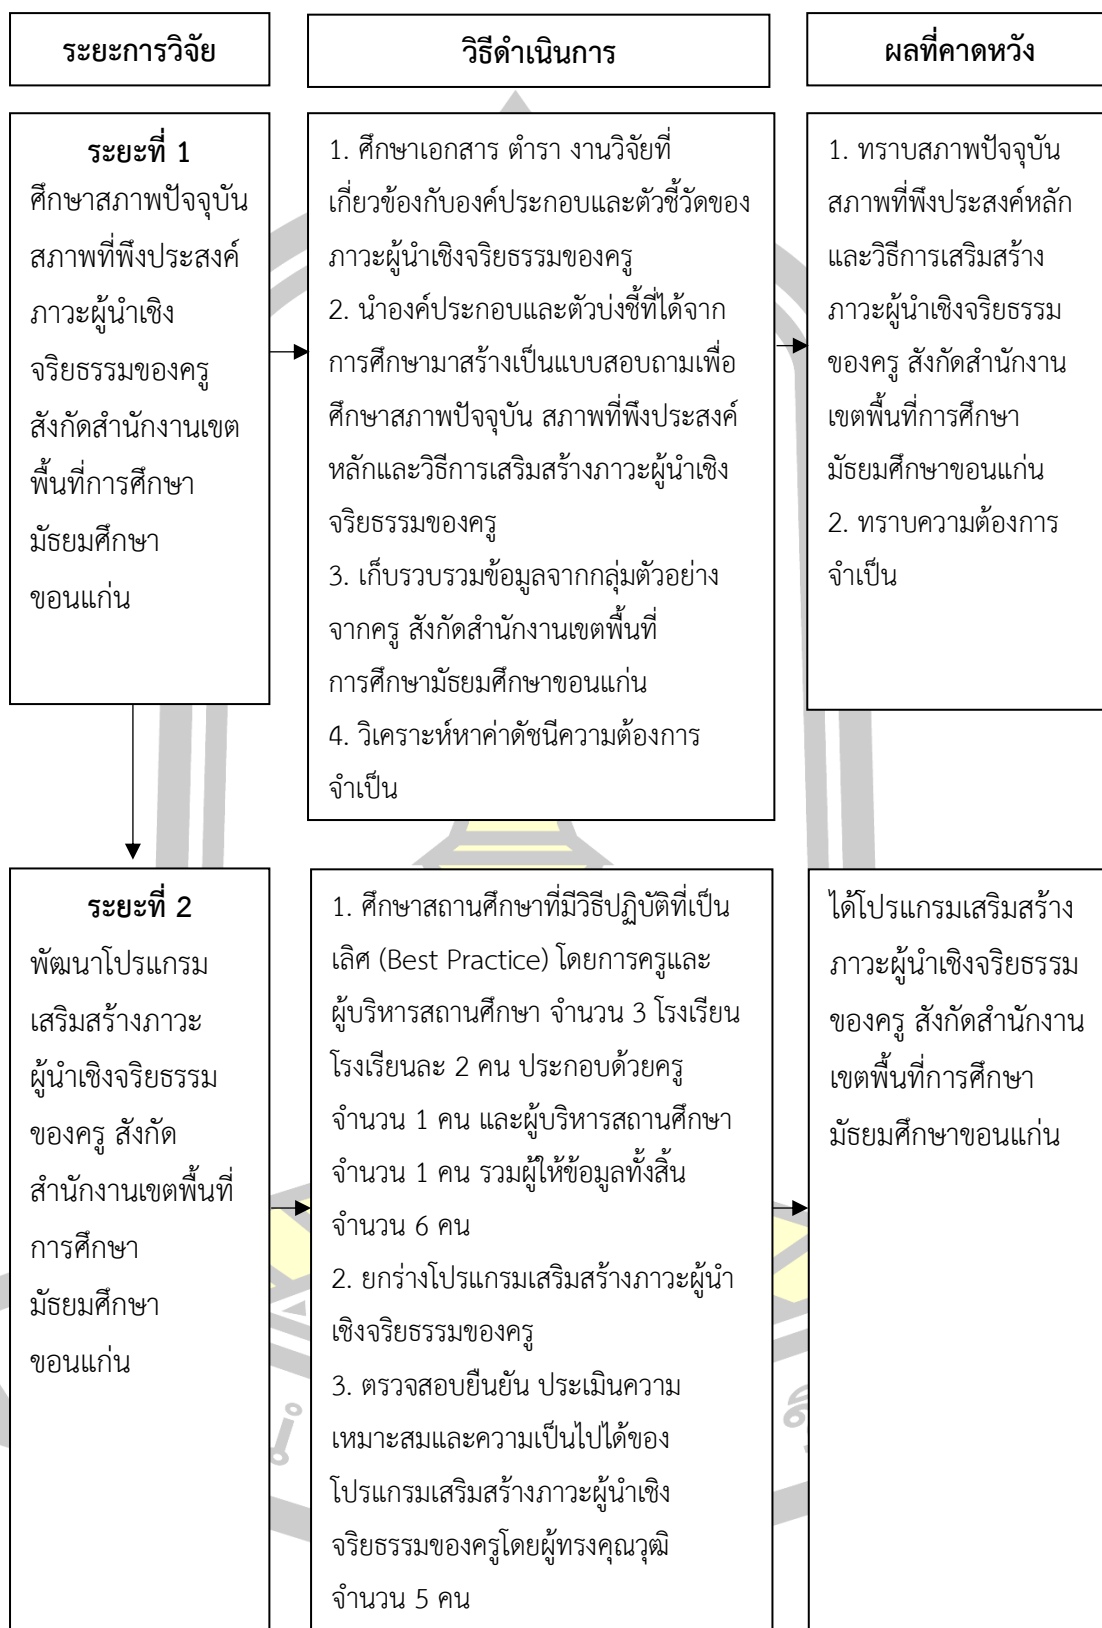 ระยะการวิจัย
วิธีดำเนินการ
ผลที่คาดหวัง
ระยะที่ 1
ศึกษาสภาพปัจจุบัน
สภาพที่พึงประสงค์
ภาวะผู้นำเชิง
จริยธรรมของครู
สังกัดสำนักงานเขต
พื้นที่การศึกษา
มัธยมศึกษา
ขอนแก่น
1. ศึกษาเอกสาร ตำรา งานวิจัยที่
เกี่ยวข้องกับองค์ประกอบและตัวชี้วัดของ
ภาวะผู้นำเชิงจริยธรรมของครู
2. นำองค์ประกอบและตัวบ่งชี้ที่ได้จาก
การศึกษามาสร้างเป็นแบบสอบถามเพื่อ
ศึกษาสภาพปัจจุบัน สภาพที่พึงประสงค์
หลักและวิธีการเสริมสร้างภาวะผู้นำเชิง
จริยธรรมของครู
3. เก็บรวบรวมข้อมูลจากกลุ่มตัวอย่าง
จากครู สังกัดสำนักงานเขตพื้นที่
การศึกษามัธยมศึกษาขอนแก่น
4. วิเคราะห์หาค่าดัชนีความต้องการ
จำเป็น
1. ทราบสภาพปัจจุบัน
สภาพที่พึงประสงค์หลัก
และวิธีการเสริมสร้าง
ภาวะผู้นำเชิงจริยธรรม
ของครู สังกัดสำนักงาน
เขตพื้นที่การศึกษา
มัธยมศึกษาขอนแก่น
2. ทราบความต้องการ
จำเป็น
ระยะที่ 2
พัฒนาโปรแกรม
เสริมสร้างภาวะ
ผู้นำเชิงจริยธรรม
ของครู สังกัด
สำนักงานเขตพื้นที่
การศึกษา
มัธยมศึกษา
ขอนแก่น
1. ศึกษาสถานศึกษาที่มีวิธีปฏิบัติที่เป็น
เลิศ (Best Practice) โดยการครูและ
ผู้บริหารสถานศึกษา จำนวน 3 โรงเรียน
โรงเรียนละ 2 คน ประกอบด้วยครู
จำนวน 1 คน และผู้บริหารสถานศึกษา
จำนวน 1 คน รวมผู้ให้ข้อมูลทั้งสิ้น
จำนวน 6 คน
2. ยกร่างโปรแกรมเสริมสร้างภาวะผู้นำ
เชิงจริยธรรมของครู
3. ตรวจสอบยืนยัน ประเมินความ
เหมาะสมและความเป็นไปได้ของ
โปรแกรมเสริมสร้างภาวะผู้นำเชิง
จริยธรรมของครูโดยผู้ทรงคุณวุฒิ
จำนวน 5 คน
ได้โปรแกรมเสริมสร้าง
ภาวะผู้นำเชิงจริยธรรม
ของครู สังกัดสำนักงาน
เขตพื้นที่การศึกษา
มัธยมศึกษาขอนแก่น